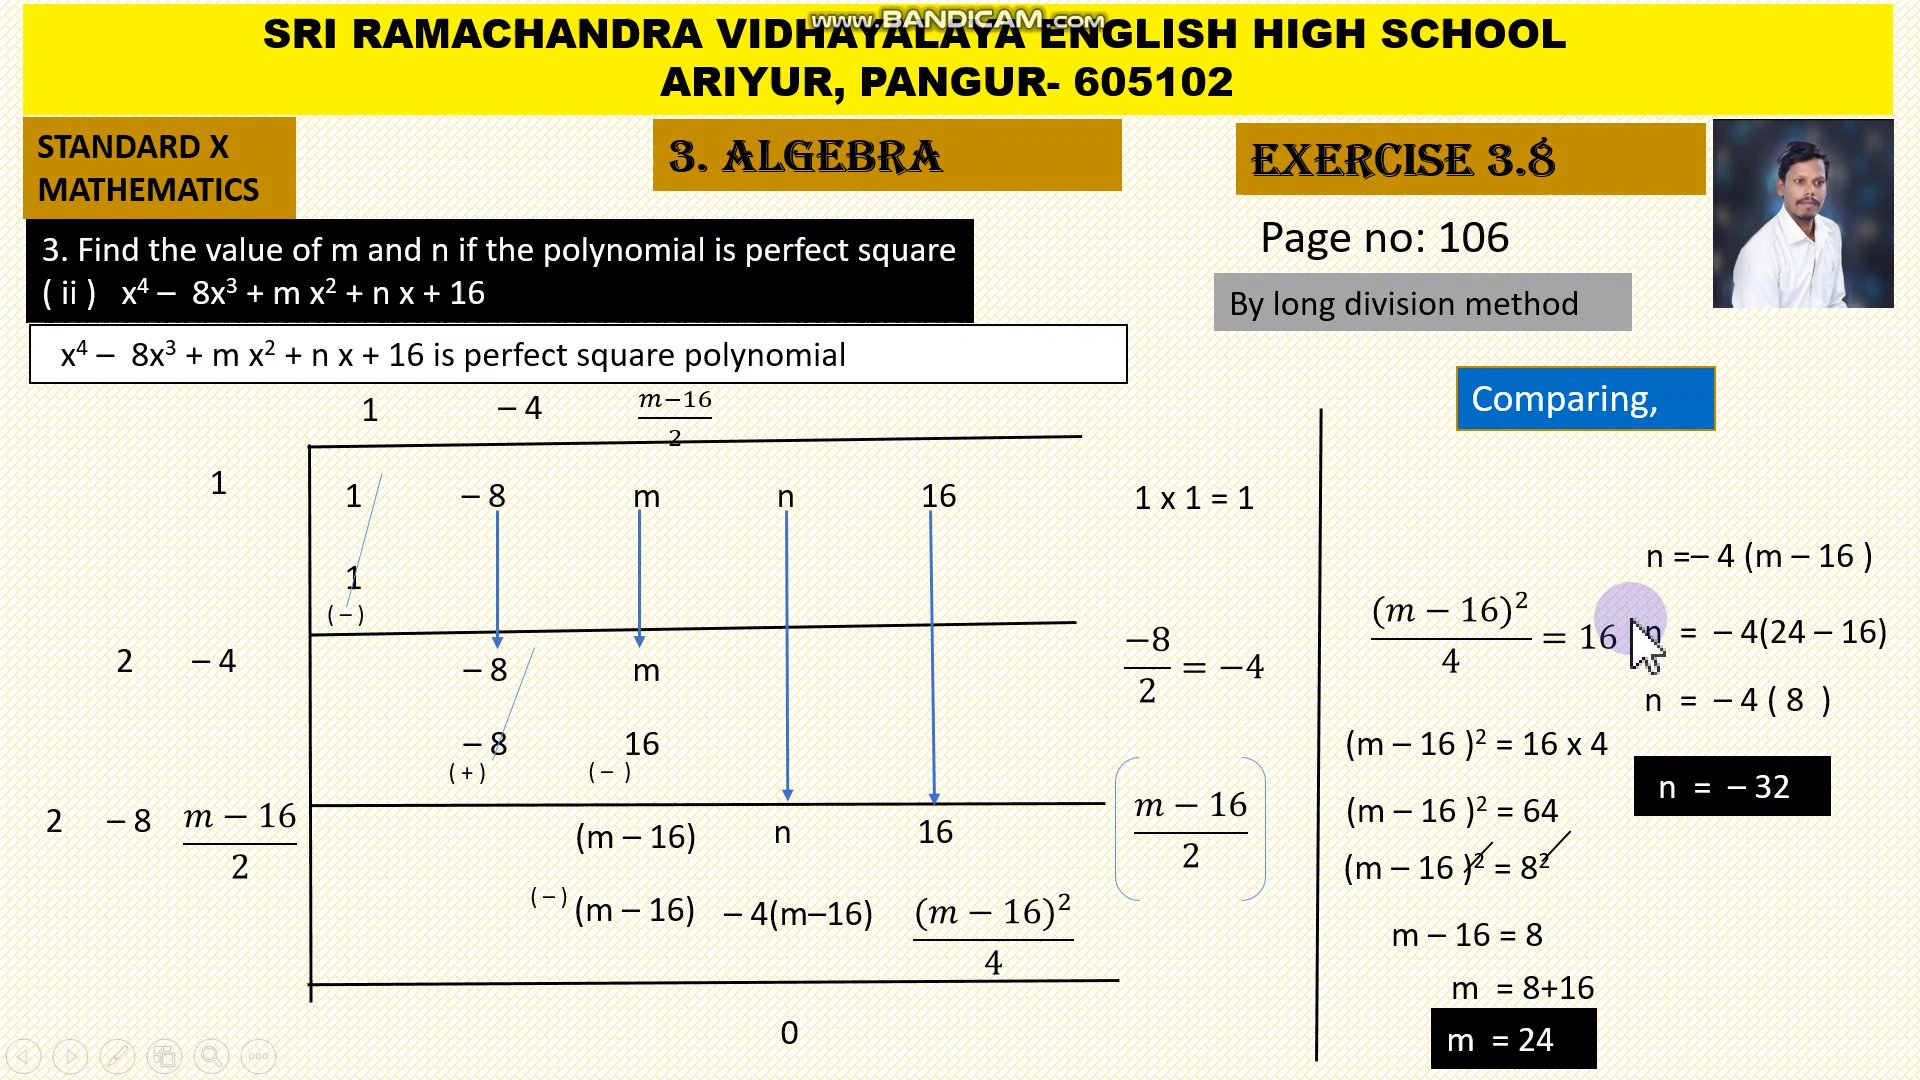 www.BANDICAM.com
SRI RAMACHANDRA VIDHAYALAYA ENGLISH HIGH SCHOOL
ARIYUR, PANGUR- 605102
STANDARD X
MATHEMATICS
3. ALGEBRA
EXERCISE 3.8
3. Find the value of m and n if the polynomial is perfect square
( ii ) x⁴ – 8x³ + m x² + n x + 16
Page no: 106
By long division method
x⁴ – 8x³ + m x² + n x + 16 is perfect square polynomial
Comparing,
1 – 4 (m−16)/2
1
1 – 8 m n 16 1 x 1 = 1
1
( – )
2 – 4
– 8 m
−8/2 = −4
– 8 16
( + ) ( – )
2 – 8 (m − 16)/2
(m – 16) n 16
(m − 16)/2
( – ) (m – 16) – 4(m–16) (m − 16)²/4
0
(m − 16)²/4 = 16
(m – 16 )² = 16 x 4
(m – 16 )² = 64
(m – 16 )² = 8²
m – 16 = 8
m = 8+16
m = 24
n =– 4 (m – 16 )
n = – 4(24 – 16)
n = – 4 ( 8 )
n = – 32